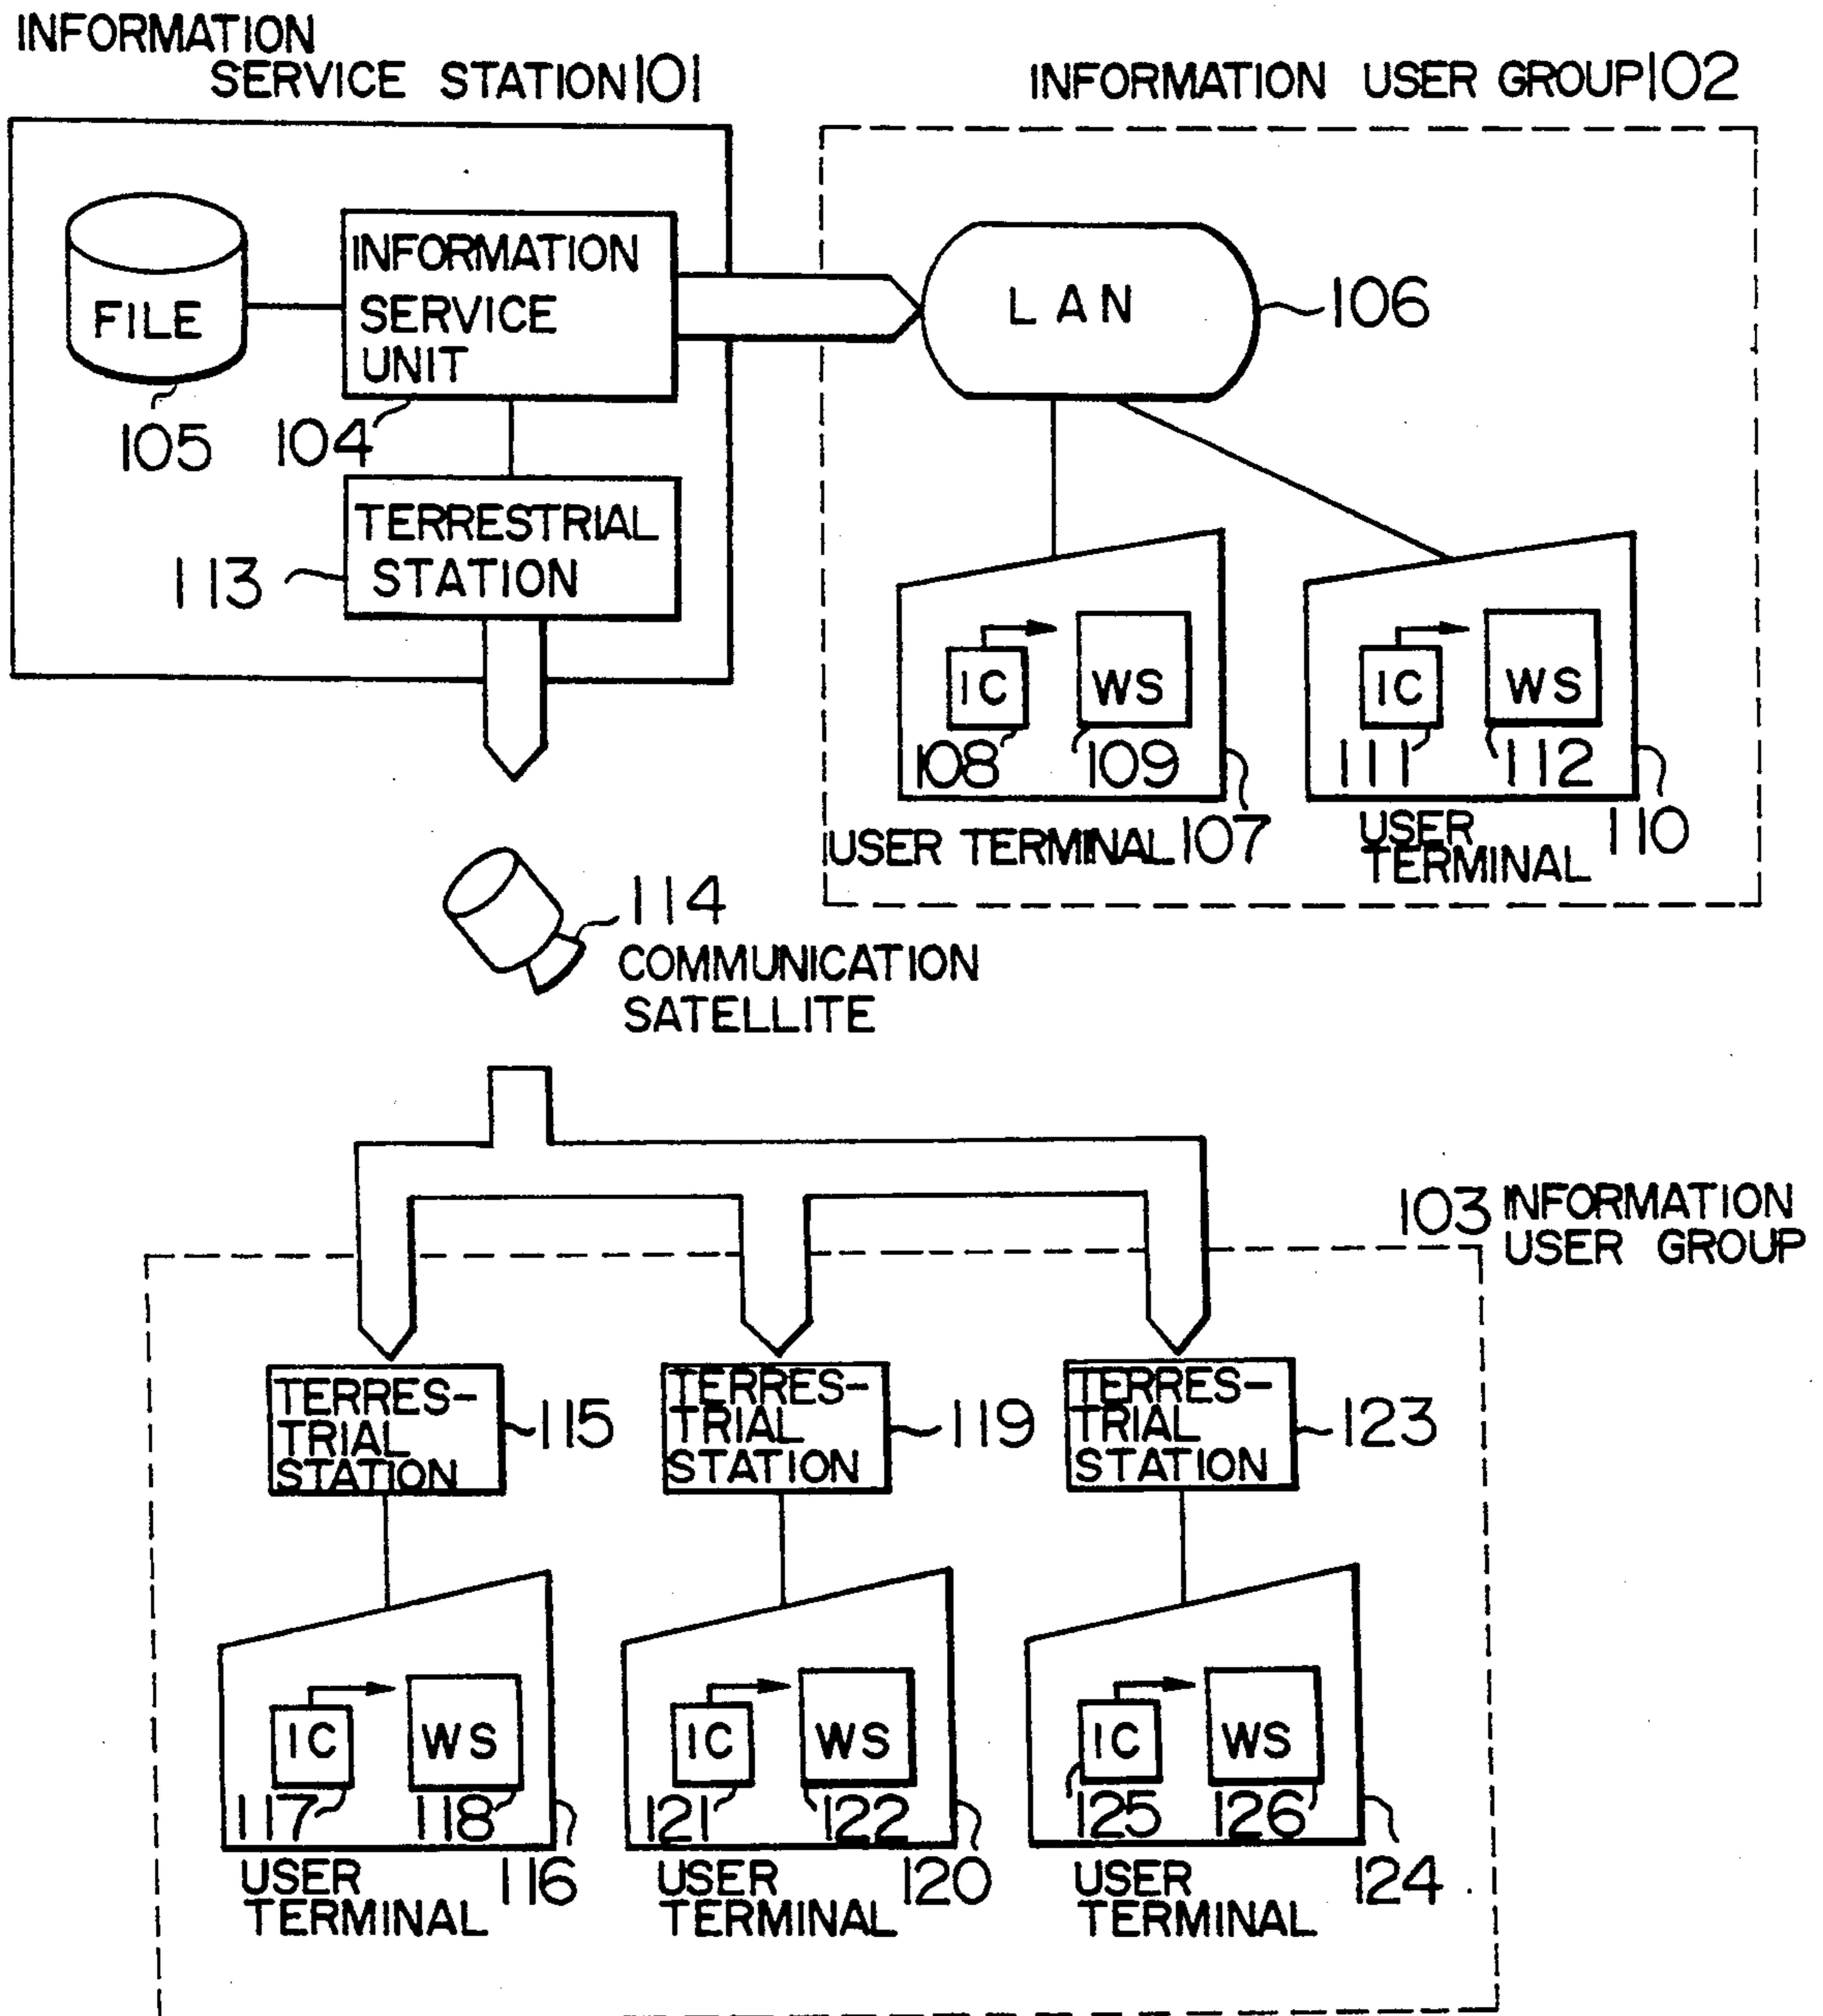 INFORMATION
SERVICE STATION 101
INFORMATION USER GROUP 102
FILE
105
INFORMATION
SERVICE
UNIT
104
TERRESTRIAL
STATION
113
LAN
106
IC
WS
108
109
USER TERMINAL 107
IC
WS
111
112
USER
TERMINAL
110
114
COMMUNICATION
SATELLITE
103 INFORMATION
USER GROUP
TERRES-
TRIAL
STATION
115
TERRES-
TRIAL
STATION
119
TERRES-
TRIAL
STATION
123
IC
WS
117
118
USER
TERMINAL
116
IC
WS
121
122
USER
TERMINAL
120
IC
WS
125
126
USER
TERMINAL
124